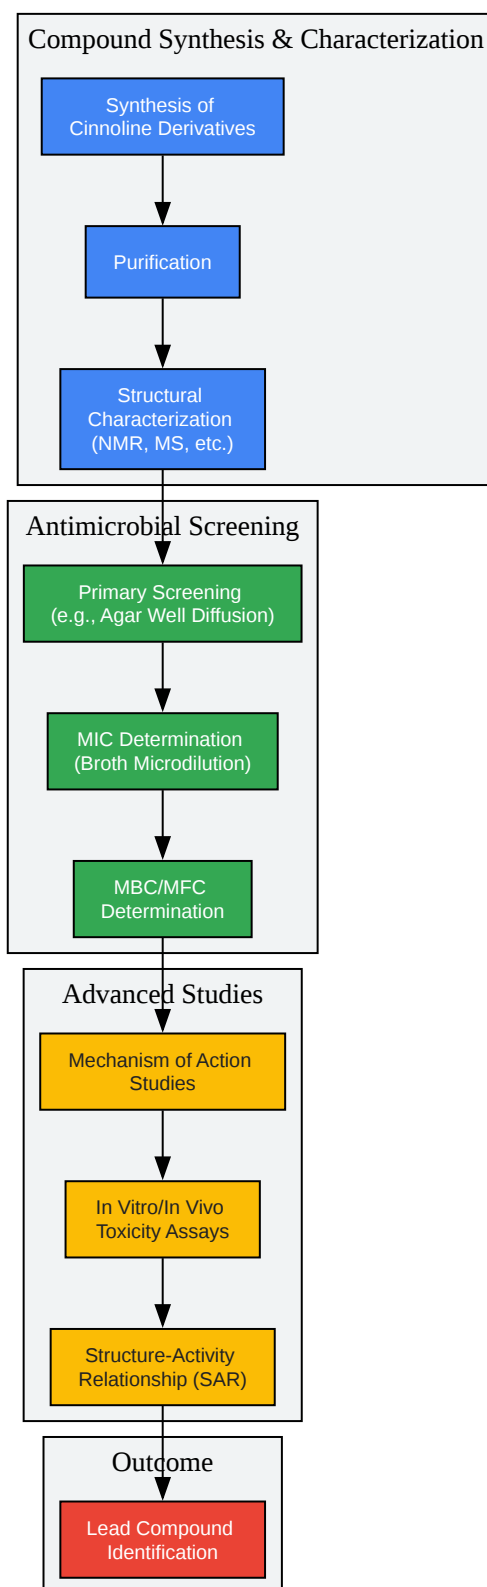 Compound Synthesis & Characterization
Synthesis of
Cinnoline Derivatives
Purification
Structural
Characterization
(NMR, MS, etc.)
Antimicrobial Screening
Primary Screening
(e.g., Agar Well Diffusion)
MIC Determination
(Broth Microdilution)
MBC/MFC
Determination
Advanced Studies
Mechanism of Action
Studies
In Vitro/In Vivo
Toxicity Assays
Structure-Activity
Relationship (SAR)
Outcome
Lead Compound
Identification